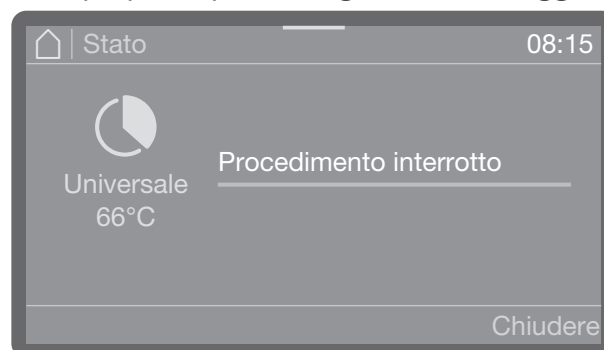 Stato 08:15
Procedimento interrotto
Universale
66°C
Chiudere